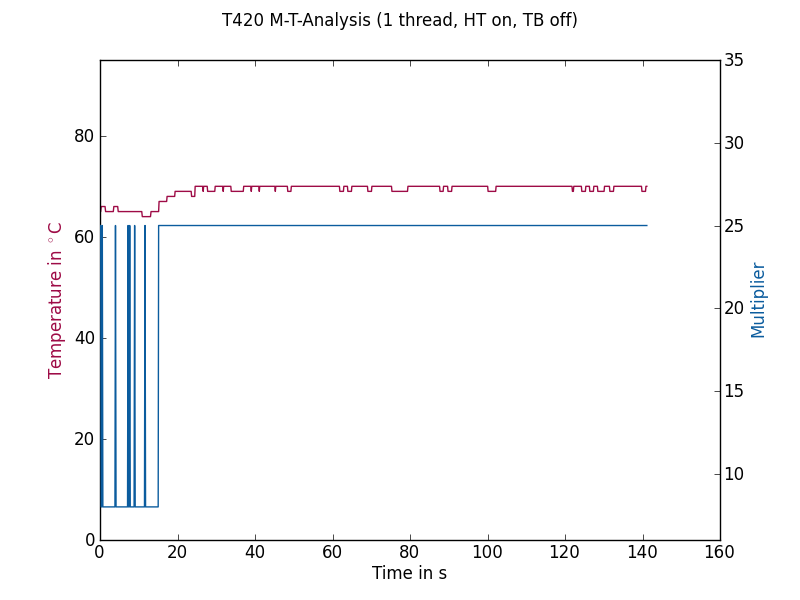 T420 M-T-Analysis (1 thread, HT on, TB off)
80
60
40
20
0
Temperature in °C
35
30
25
20
15
10
Multiplier
0 20 40 60 80 100 120 140 160
Time in s